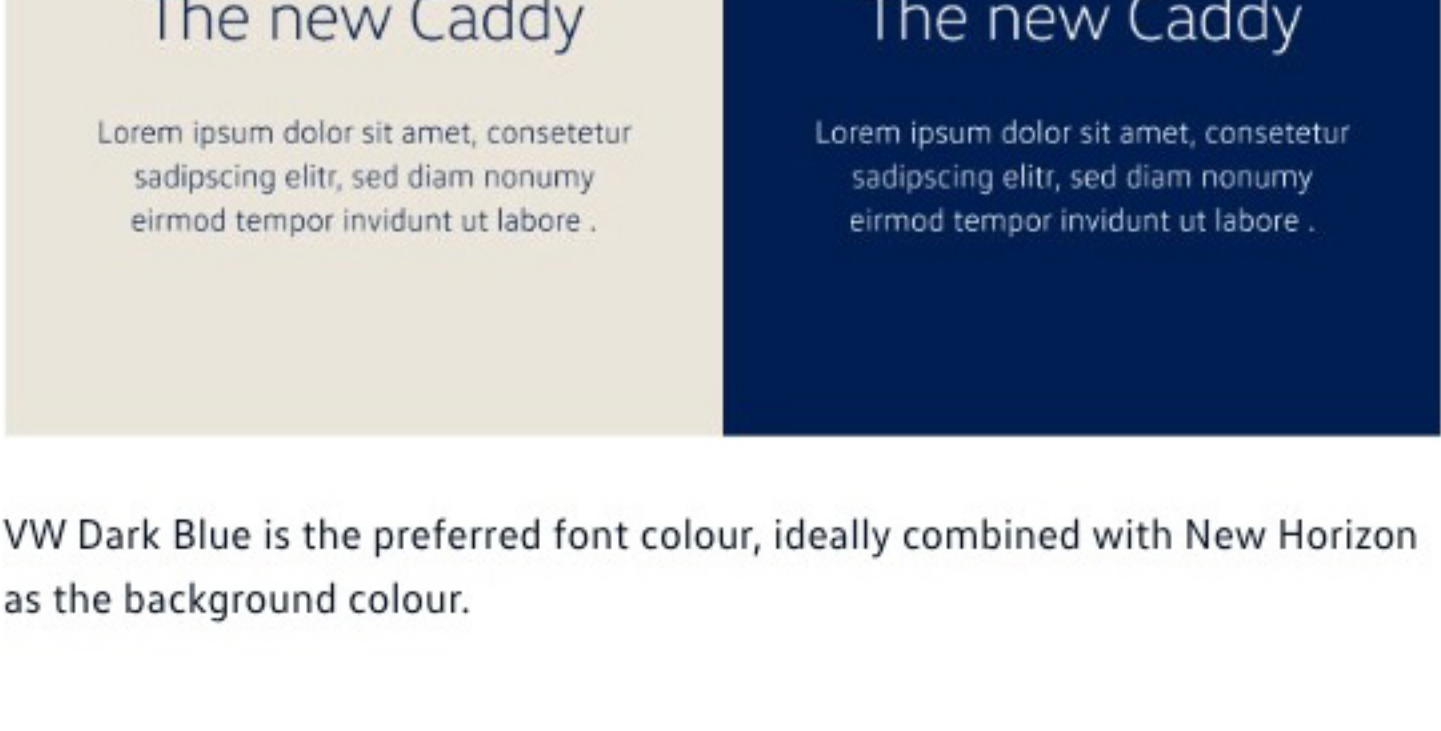 The new Caddy
Lorem ipsum dolor sit amet, consetetur
sadipscing elitr, sed diam nonumy
eirmod tempor invidunt ut labore .
The new Caddy
Lorem ipsum dolor sit amet, consetetur
sadipscing elitr, sed diam nonumy
eirmod tempor invidunt ut labore .
VW Dark Blue is the preferred font colour, ideally combined with New Horizon
as the background colour.